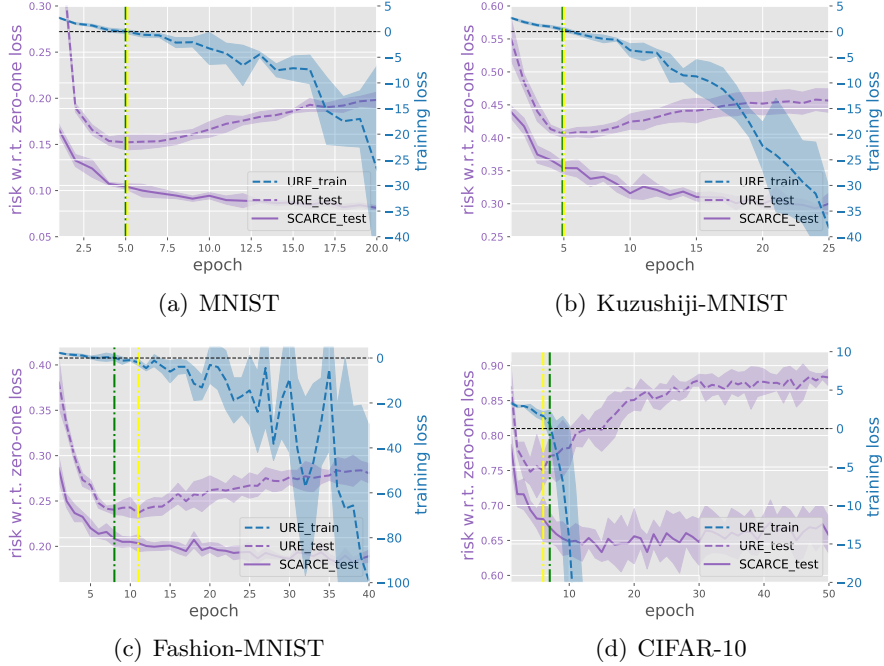 0.30
0.25
0.20
0.15
0.10
0.05
risk w.r.t. zero-one loss
2.5 5.0 7.5 10.0 12.5 15.0 17.5 20.0
epoch
5
0
−5
−10
−15
−20
−25
−30
−35
−40
training loss
URE_train
URE_test
SCARCE_test
(a) MNIST
0.60
0.55
0.50
0.45
0.40
0.35
0.30
0.25
risk w.r.t. zero-one loss
5 10 15 20 25
epoch
5
0
−5
−10
−15
−20
−25
−30
−35
−40
training loss
URE_train
URE_test
SCARCE_test
(b) Kuzushiji-MNIST
0.40
0.35
0.30
0.25
0.20
risk w.r.t. zero-one loss
5 10 15 20 25 30 35 40
epoch
0
−20
−40
−60
−80
−100
training loss
URE_train
URE_test
SCARCE_test
(c) Fashion-MNIST
0.90
0.85
0.80
0.75
0.70
0.65
0.60
risk w.r.t. zero-one loss
10 20 30 40 50
epoch
10
5
0
−5
−10
−15
−20
training loss
URE_train
URE_test
SCARCE_test
(d) CIFAR-10